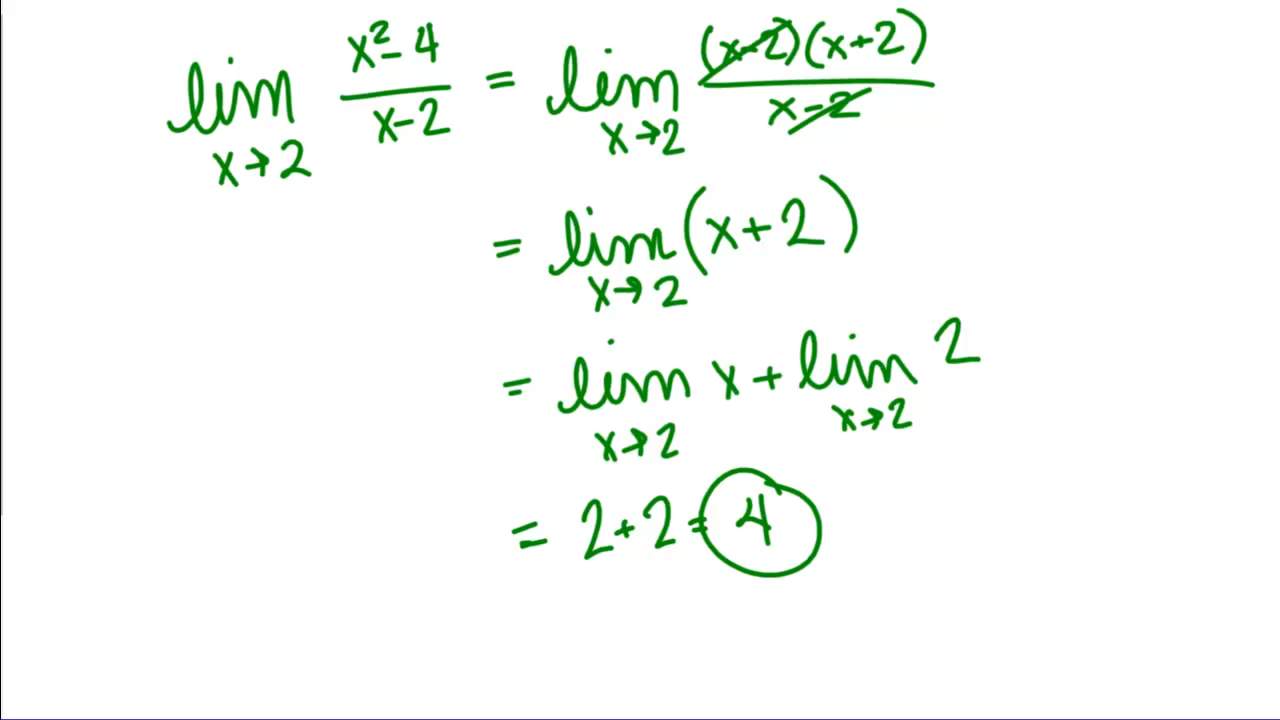 lim x→2 (x² - 4)/(x - 2) = lim x→2 (x-2)(x+2)/(x-2)
= lim x→2 (x+2)
= lim x→2 x + lim x→2 2
= 2+2 = 4